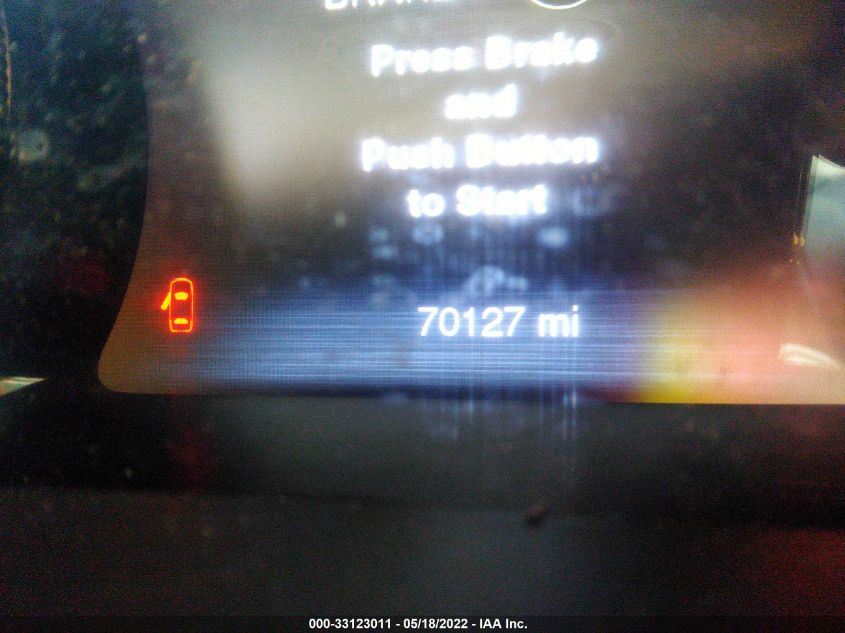 Press Brake
and
Push Button
to Start
70127 mi
000-33123011 - 05/18/2022 - IAA Inc.